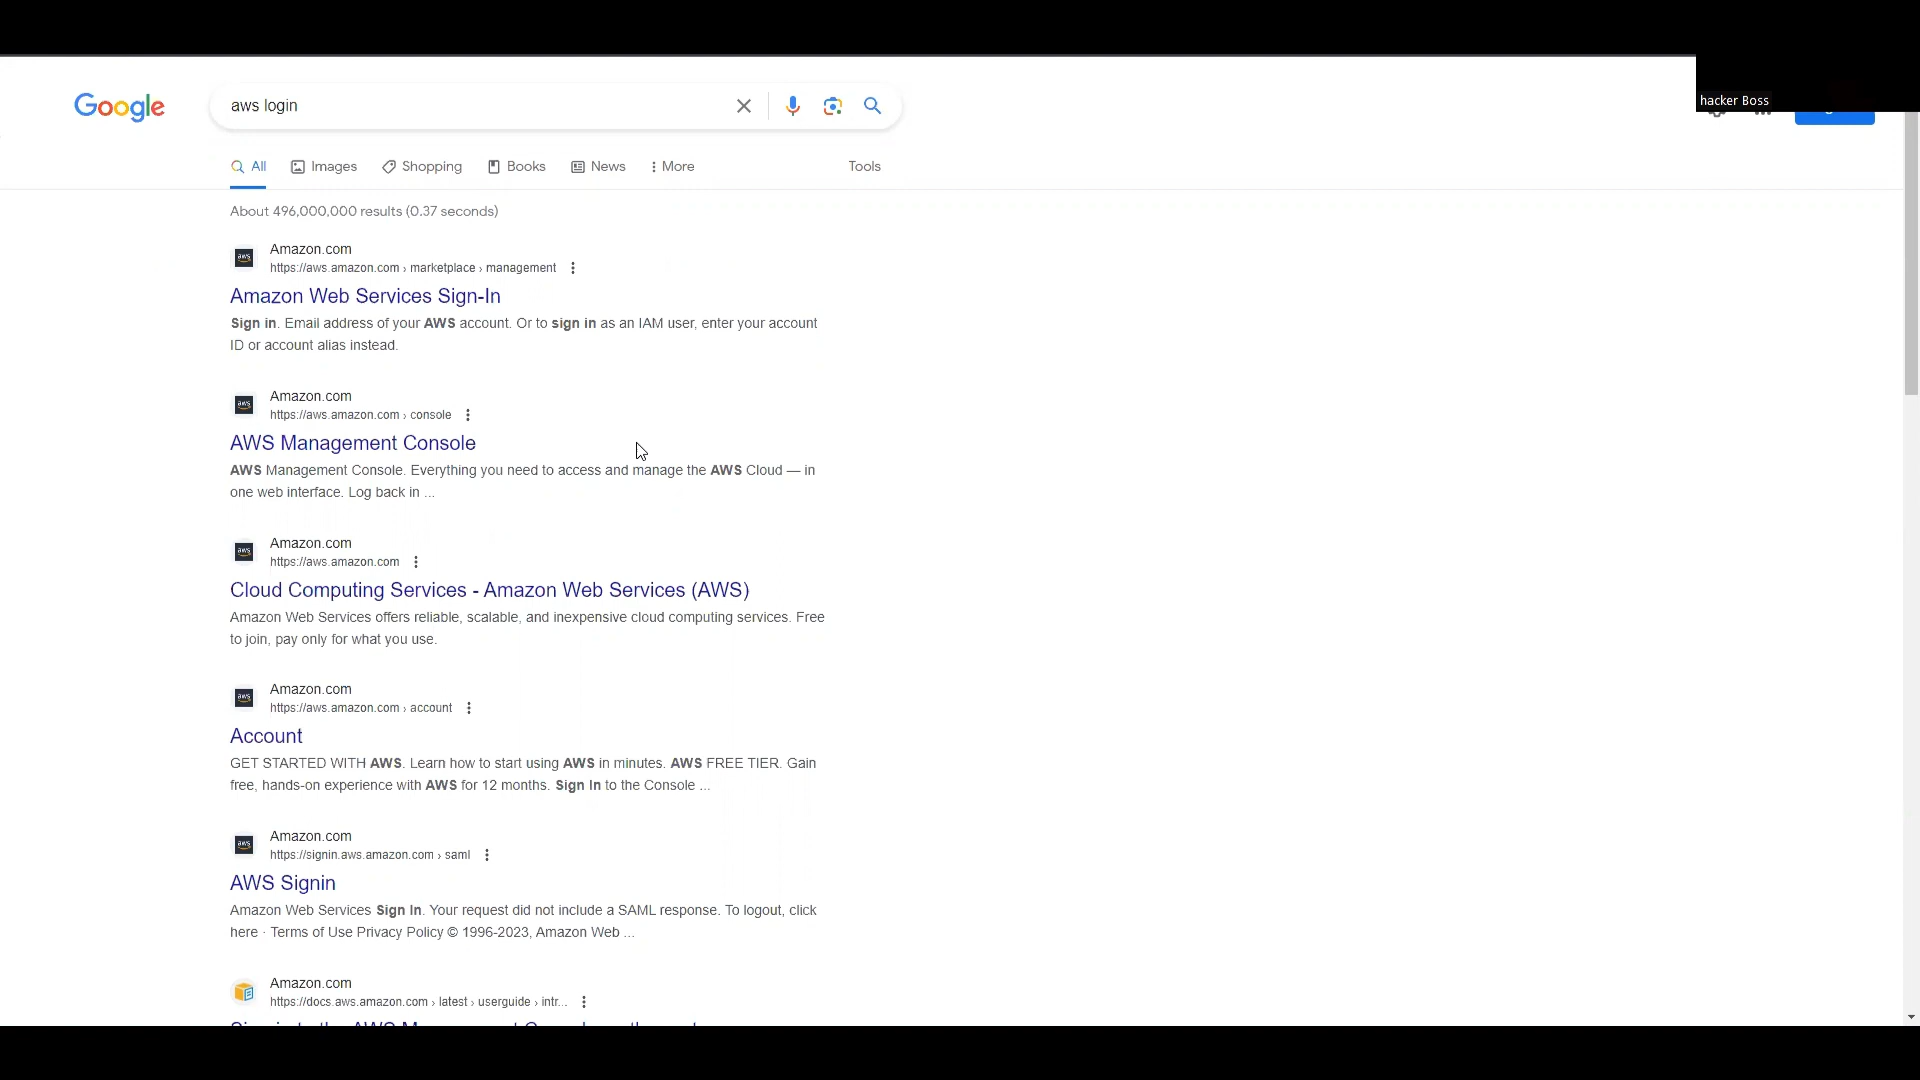 hacker Boss
Google
aws login
All Images Shopping Books News More Tools
About 496,000,000 results (0.37 seconds)
aws
Amazon.com
https://aws.amazon.com › marketplace › management
Amazon Web Services Sign-In
Sign in. Email address of your AWS account. Or to sign in as an IAM user, enter your account
ID or account alias instead.
aws
Amazon.com
https://aws.amazon.com › console
AWS Management Console
AWS Management Console. Everything you need to access and manage the AWS Cloud — in
one web interface. Log back in ...
aws
Amazon.com
https://aws.amazon.com
Cloud Computing Services - Amazon Web Services (AWS)
Amazon Web Services offers reliable, scalable, and inexpensive cloud computing services. Free
to join, pay only for what you use.
aws
Amazon.com
https://aws.amazon.com › account
Account
GET STARTED WITH AWS. Learn how to start using AWS in minutes. AWS FREE TIER. Gain
free, hands-on experience with AWS for 12 months. Sign In to the Console ...
aws
Amazon.com
https://signin.aws.amazon.com › saml
AWS Signin
Amazon Web Services Sign In. Your request did not include a SAML response. To logout, click
here · Terms of Use Privacy Policy © 1996-2023, Amazon Web ...
Amazon.com
https://docs.aws.amazon.com › latest › userguide › intr...